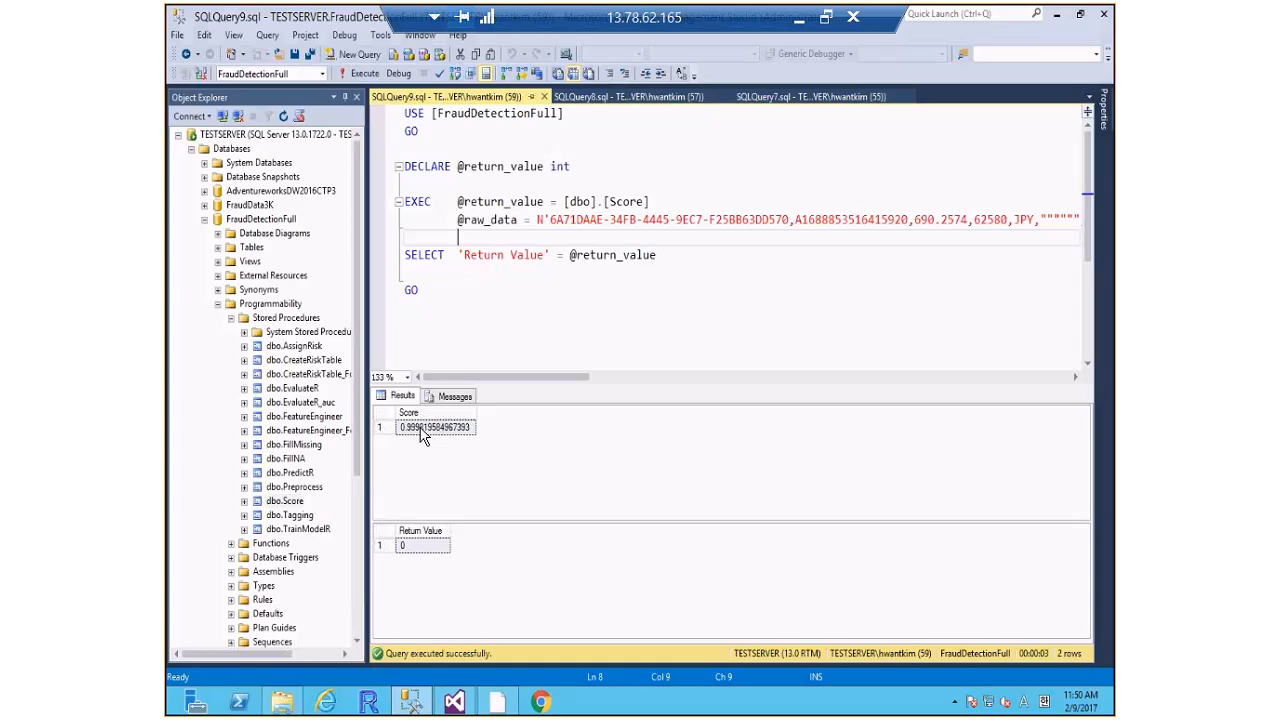 SQLQuery9.sql - TESTSERVER.FraudDetectionFull
13.78.62.165
Quick Launch (Ctrl+Q)
File Edit View Query Project Debug Tools Window Help
New Query
Generic Debugger
FraudDetectionFull
Execute Debug
Object Explorer
Connect
TESTSERVER (SQL Server 13.0.1722.0 - TES
Databases
System Databases
Database Snapshots
AdventureworksDW2016CTP3
FraudData3K
FraudDetectionFull
Database Diagrams
Tables
Views
External Resources
Synonyms
Programmability
Stored Procedures
System Stored Procedu
dbo.AssignRisk
dbo.CreateRiskTable
dbo.CreateRiskTable_Fo
dbo.EvaluateR
dbo.EvaluateR_auc
dbo.FeatureEngineer
dbo.FeatureEngineer_F
dbo.FillMissing
dbo.FillNA
dbo.PredictR
dbo.Preprocess
dbo.Score
dbo.Tagging
dbo.TrainModelR
Functions
Database Triggers
Assemblies
Types
Rules
Defaults
Plan Guides
Sequences
SQLQuery9.sql - TE...VER\hwantkim (59))
SQLQuery8.sql - TE...VER\hwantkim (57))
SQLQuery7.sql - TE...VER\hwantkim (55))
USE [FraudDetectionFull]
GO
DECLARE @return_value int
EXEC @return_value = [dbo].[Score]
@raw_data = N'6A71DAAE-34FB-4445-9EC7-F25BB63DD570,A1688853516415920,690.2574,62580,JPY,""""""
SELECT 'Return Value' = @return_value
GO
133 %
Results Messages
Score
1
Return Value
1 0
Query executed successfully.
TESTSERVER (13.0 RTM) TESTSERVER\hwantkim (59) FraudDetectionFull 00:00:03 2 rows
Properties
Ready
Ln 8 Col 9 Ch 9 INS
A 한
11:50 AM
2/9/2017